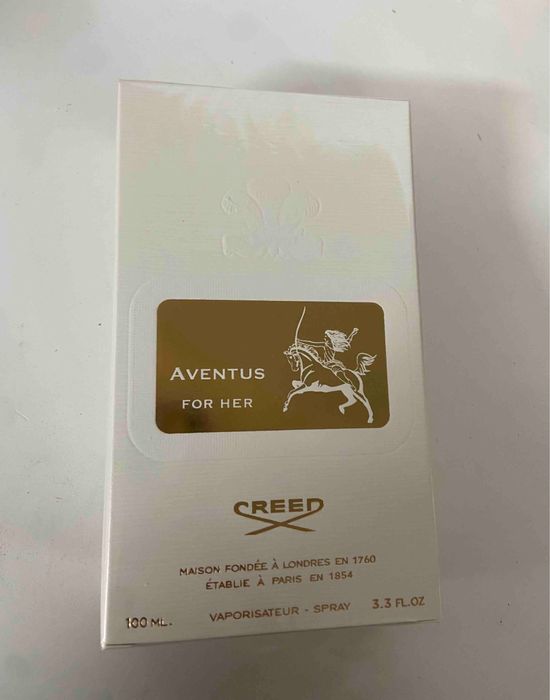 AVENTUS
FOR HER
CREED
MAISON FONDÉE À LONDRES EN 1760
ÉTABLIE À PARIS EN 1854
100 ML. VAPORISATEUR - SPRAY 3.3 FL.OZ